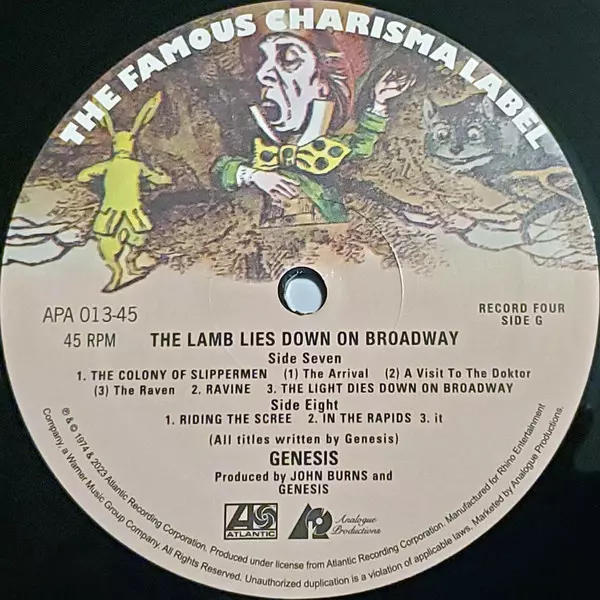 THE FAMOUS CHARISMA LABEL
APA 013-45
45 RPM
RECORD FOUR
SIDE G
THE LAMB LIES DOWN ON BROADWAY
Side Seven
1. THE COLONY OF SLIPPERMEN (1) The Arrival (2) A Visit To The Doktor
(3) The Raven 2. RAVINE 3. THE LIGHT DIES DOWN ON BROADWAY
Side Eight
1. RIDING THE SCREE 2. IN THE RAPIDS 3. it
(All titles written by Genesis)
GENESIS
Produced by JOHN BURNS and
GENESIS
ATLANTIC
Analogue
Productions
℗ & © 1974 & 2023 Atlantic Recording Corporation. Produced under license from Atlantic Recording Corporation. Manufactured for Rhino Entertainment
Company, a Warner Music Group Company. All Rights Reserved. Unauthorized duplication is a violation of applicable laws. Marketed by Analogue Productions.